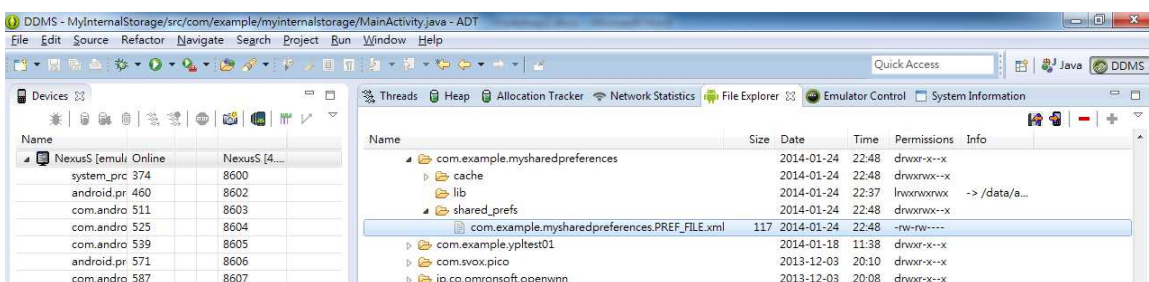 DDMS - MyInternalStorage/src/com/example/myinternalstorage/MainActivity.java - ADT
File Edit Source Refactor Navigate Search Project Run Window Help
Quick Access Java DDMS
Devices Threads Heap Allocation Tracker Network Statistics File Explorer Emulator Control System Information
Name Name Size Date Time Permissions Info
NexusS [emula Online NexusS [4.... com.example.mysharedpreferences 2014-01-24 22:48 drwxr-x--x
system_prc 374 8600 cache 2014-01-24 22:48 drwxrwx--x
android.pr 460 8602 lib 2014-01-24 22:37 lrwxrwxrwx -> /data/a...
com.andro 511 8603 shared_prefs 2014-01-24 22:48 drwxrwx--x
com.andro 525 8604 com.example.mysharedpreferences.PREF_FILE.xml 117 2014-01-24 22:48 -rw-rw----
com.andro 539 8605 com.example.ypltest01 2014-01-18 11:38 drwxr-x--x
android.pr 571 8606 com.svox.pico 2013-12-03 20:10 drwxr-x--x
com.andro 587 8607 jp.co.omronsoft.openwnn 2013-12-03 20:08 drwxr-x--x